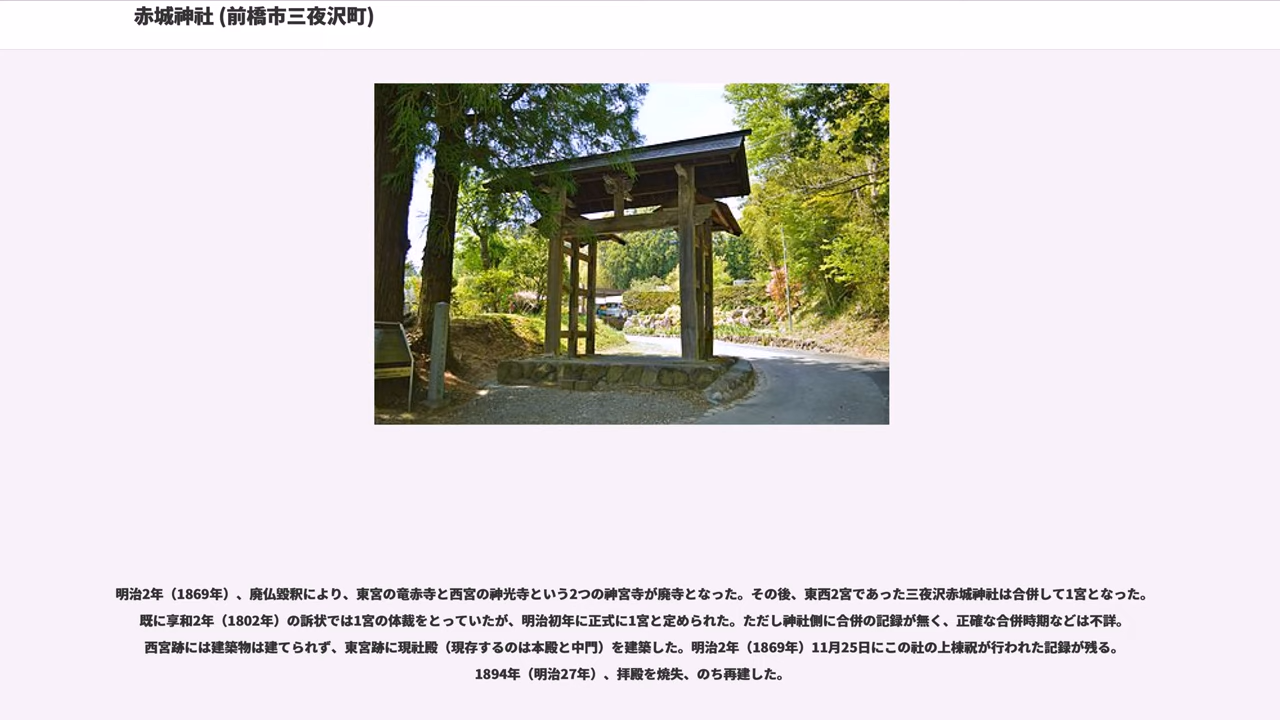 赤城神社 (前橋市三夜沢町)
明治2年（1869年）、廃仏毀釈により、東宮の竜赤寺と西宮の神光寺という2つの神宮寺が廃寺となった。その後、東西2宮であった三夜沢赤城神社は合併して1宮となった。
既に享和2年（1802年）の訴状では1宮の体裁をとっていたが、明治初年に正式に1宮と定められた。ただし神社側に合併の記録が無く、正確な合併時期などは不詳。
西宮跡には建築物は建てられず、東宮跡に現社殿（現存するのは本殿と中門）を建築した。明治2年（1869年）11月25日にこの社の上棟祝が行われた記録が残る。
1894年（明治27年）、拝殿を焼失、のち再建した。